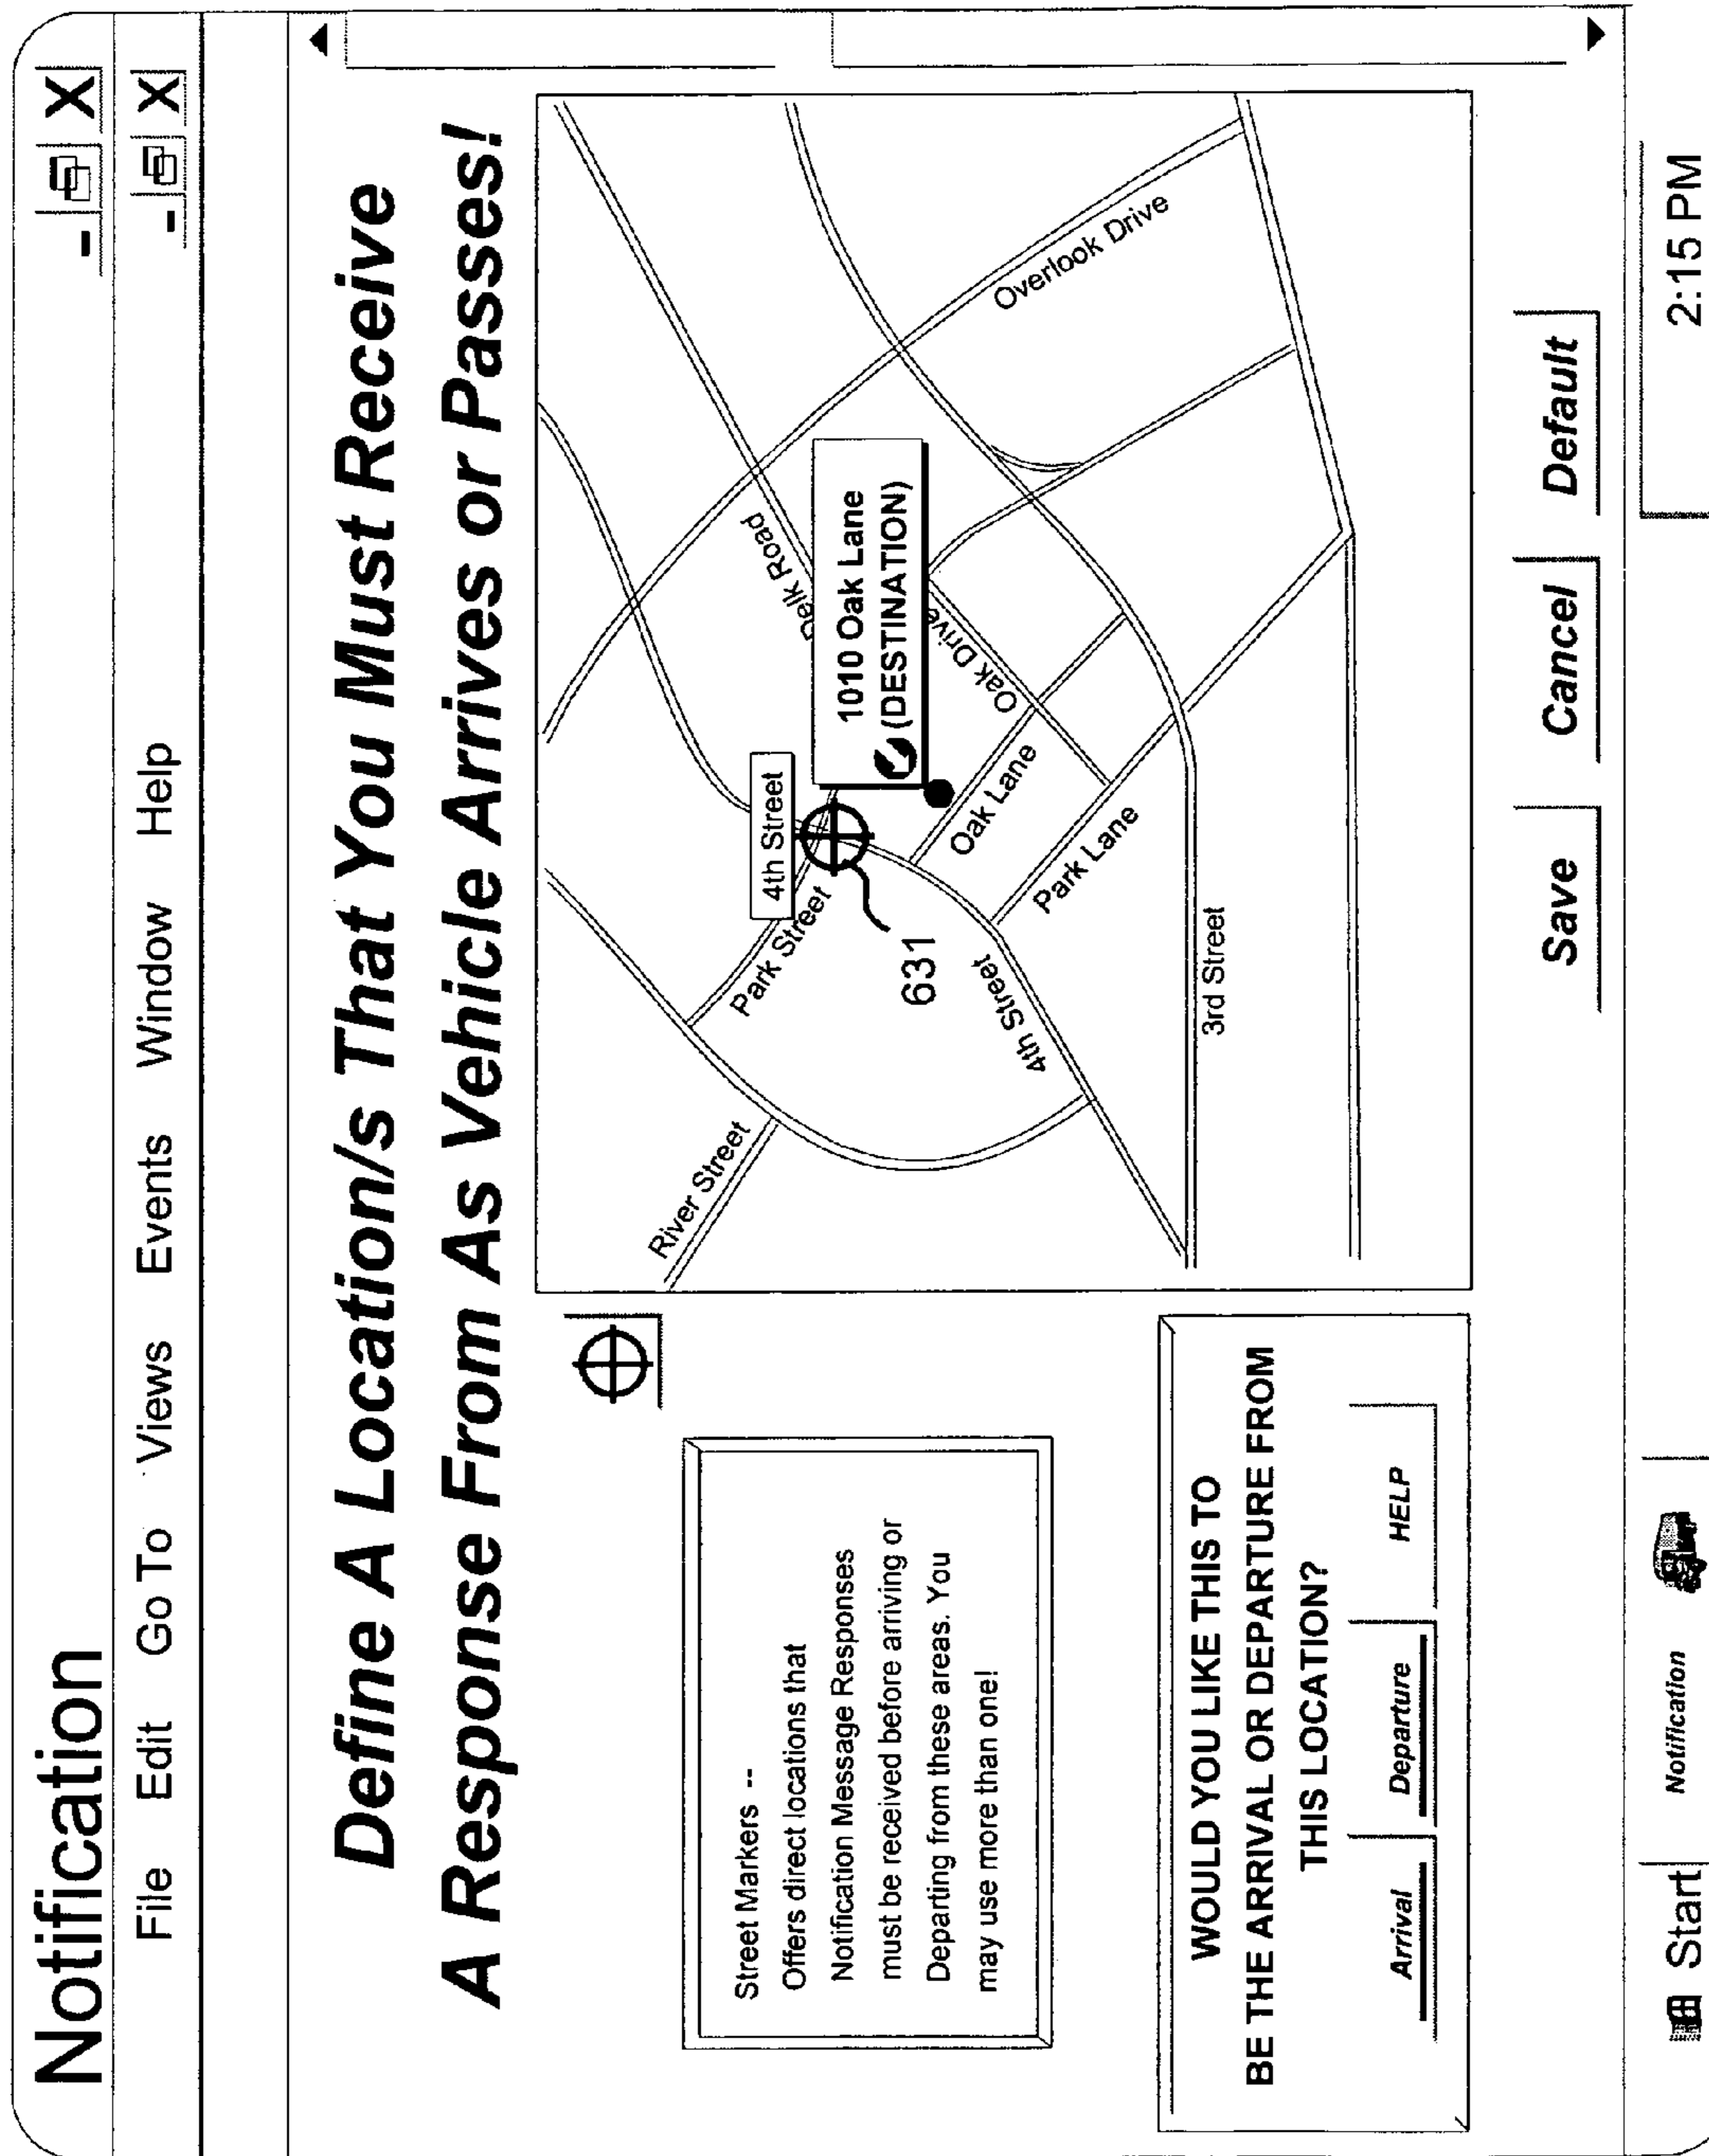 Notification
File Edit Go To Views Events Window Help
Define A Location/s That You Must Receive
A Response From As Vehicle Arrives or Passes!
Street Markers --
Offers direct locations that
Notification Message Responses
must be received before arriving or
Departing from these areas. You
may use more than one!
WOULD YOU LIKE THIS TO
BE THE ARRIVAL OR DEPARTURE FROM
THIS LOCATION?
Arrival Departure HELP
River Street
Park Street
4th Street
631
1010 Oak Lane
(DESTINATION)
Road
Oak Drive
Overlook Drive
Oak Lane
Park Lane
4th Street
3rd Street
Save Cancel Default
Start Notification 2:15 PM